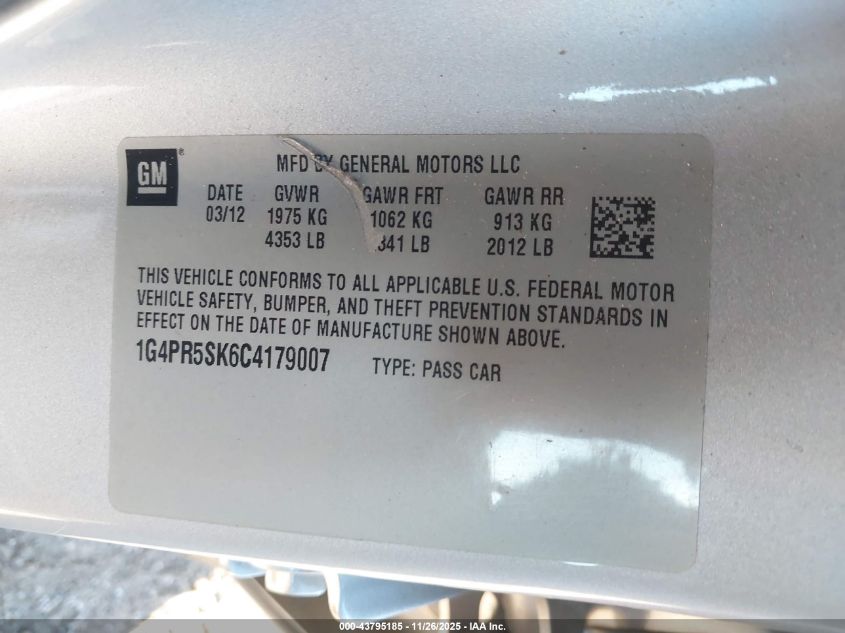 GM ®
MFD BY GENERAL MOTORS LLC
DATE GVWR GAWR FRT GAWR RR
03/12 1975 KG 1062 KG 913 KG
4353 LB 341 LB 2012 LB
THIS VEHICLE CONFORMS TO ALL APPLICABLE U.S. FEDERAL MOTOR
VEHICLE SAFETY, BUMPER, AND THEFT PREVENTION STANDARDS IN
EFFECT ON THE DATE OF MANUFACTURE SHOWN ABOVE.
1G4PR5SK6C4179007 TYPE: PASS CAR
000-43795185 - 11/26/2025 - IAA Inc.